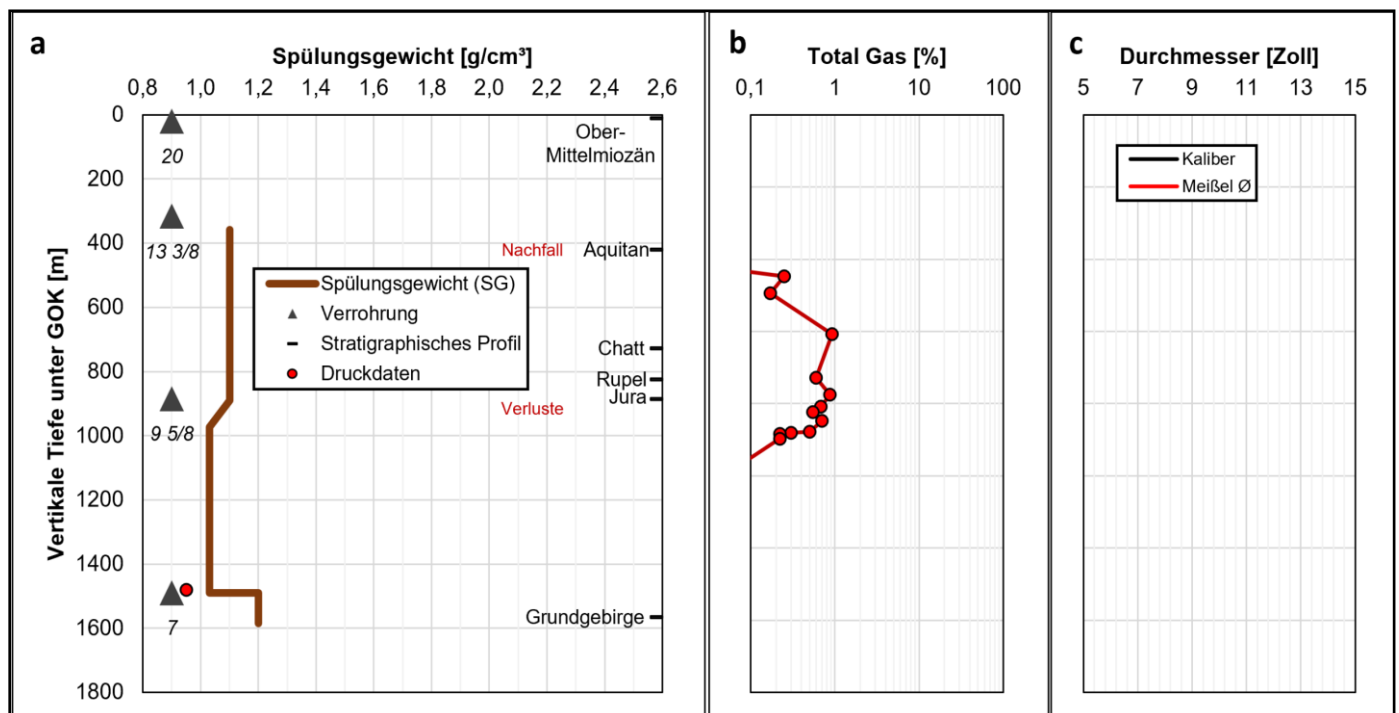 a
Spülungsgewicht [g/cm³]
0,8 1,0 1,2 1,4 1,6 1,8 2,0 2,2 2,4 2,6
Vertikale Tiefe unter GOK [m]
0
200
400
600
800
1000
1200
1400
1600
1800
20
13 3/8
9 5/8
7
Ober-
Mittelmiozän
Nachfall Aquitan
Spülungsgewicht (SG)
Verrohrung
Stratigraphisches Profil
Druckdaten
Chatt
Rupel
Jura
Verluste
Grundgebirge
b
Total Gas [%]
0,1 1 10 100
c
Durchmesser [Zoll]
5 7 9 11 13 15
Kaliber
Meißel Ø